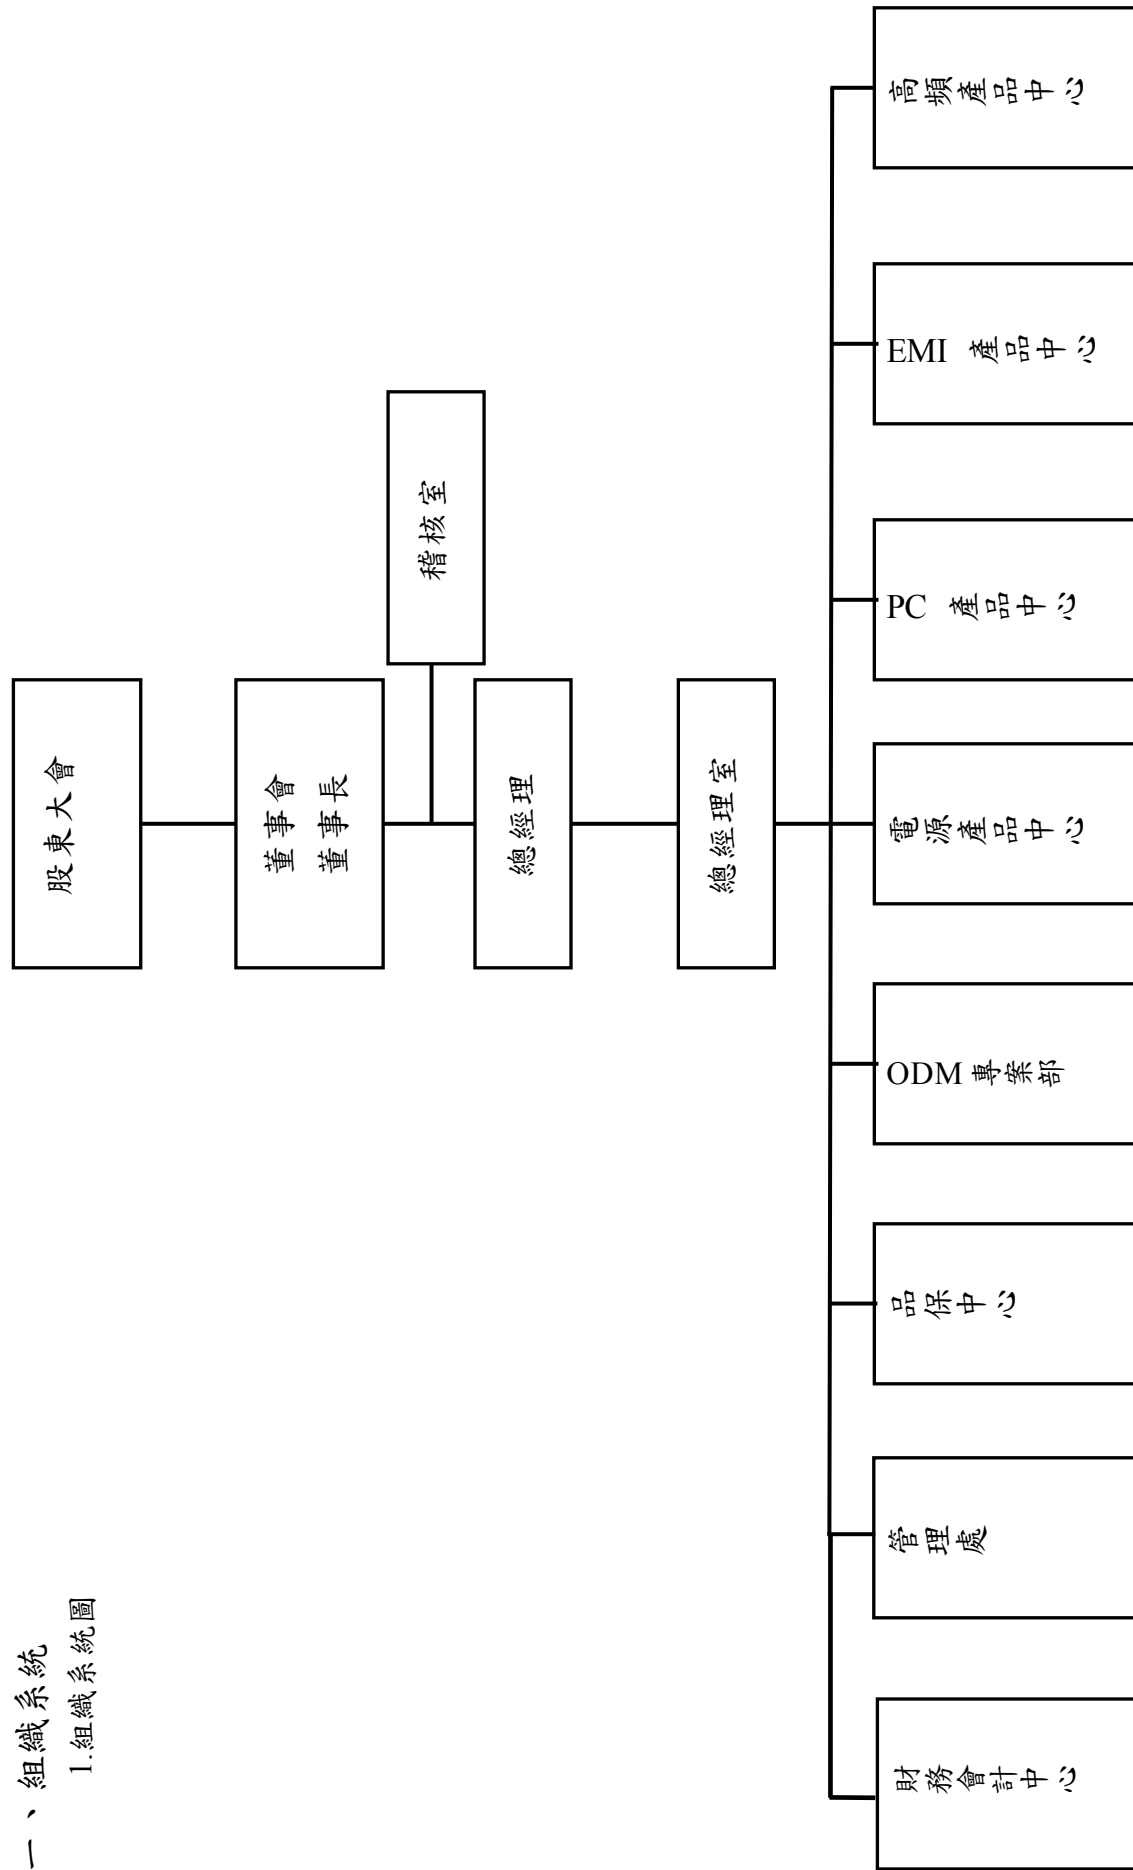 一、組織系統
1.組織系統圖
股東大會
董事會
董事長
稽核室
總經理
總經理室
財務會計中心
管理處
品保中心
ODM 專案部
電源產品中心
PC 產品中心
EMI 產品中心
高頻產品中心